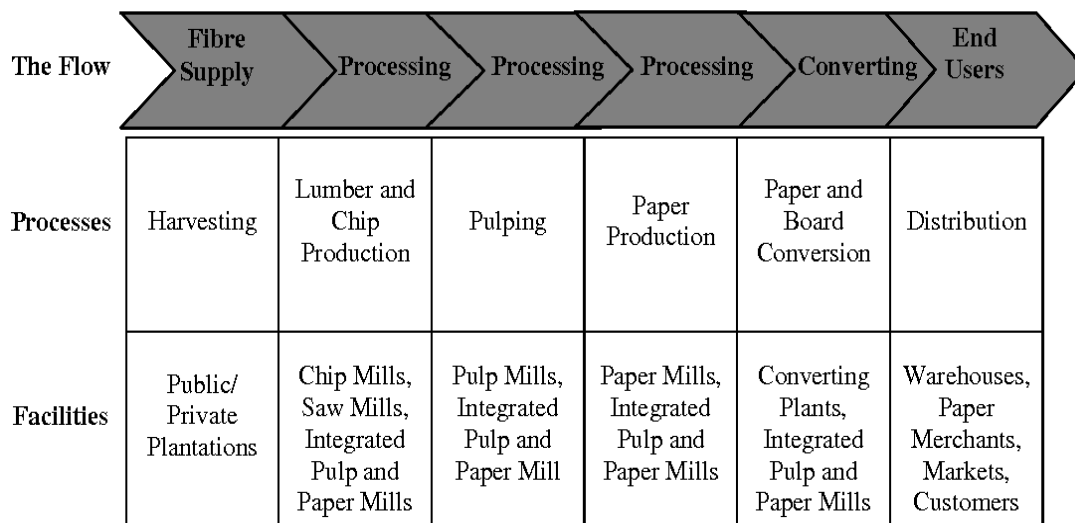 The Flow
Fibre
Supply
Processing
Processing
Processing
Converting
End
Users
Processes
Harvesting
Lumber and
Chip
Production
Pulping
Paper
Production
Paper and
Board
Conversion
Distribution
Facilities
Public/
Private
Plantations
Chip Mills,
Saw Mills,
Integrated
Pulp and
Paper Mills
Pulp Mills,
Integrated
Pulp and
Paper Mill
Paper Mills,
Integrated
Pulp and
Paper Mills
Converting
Plants,
Integrated
Pulp and
Paper Mills
Warehouses,
Paper
Merchants,
Markets,
Customers